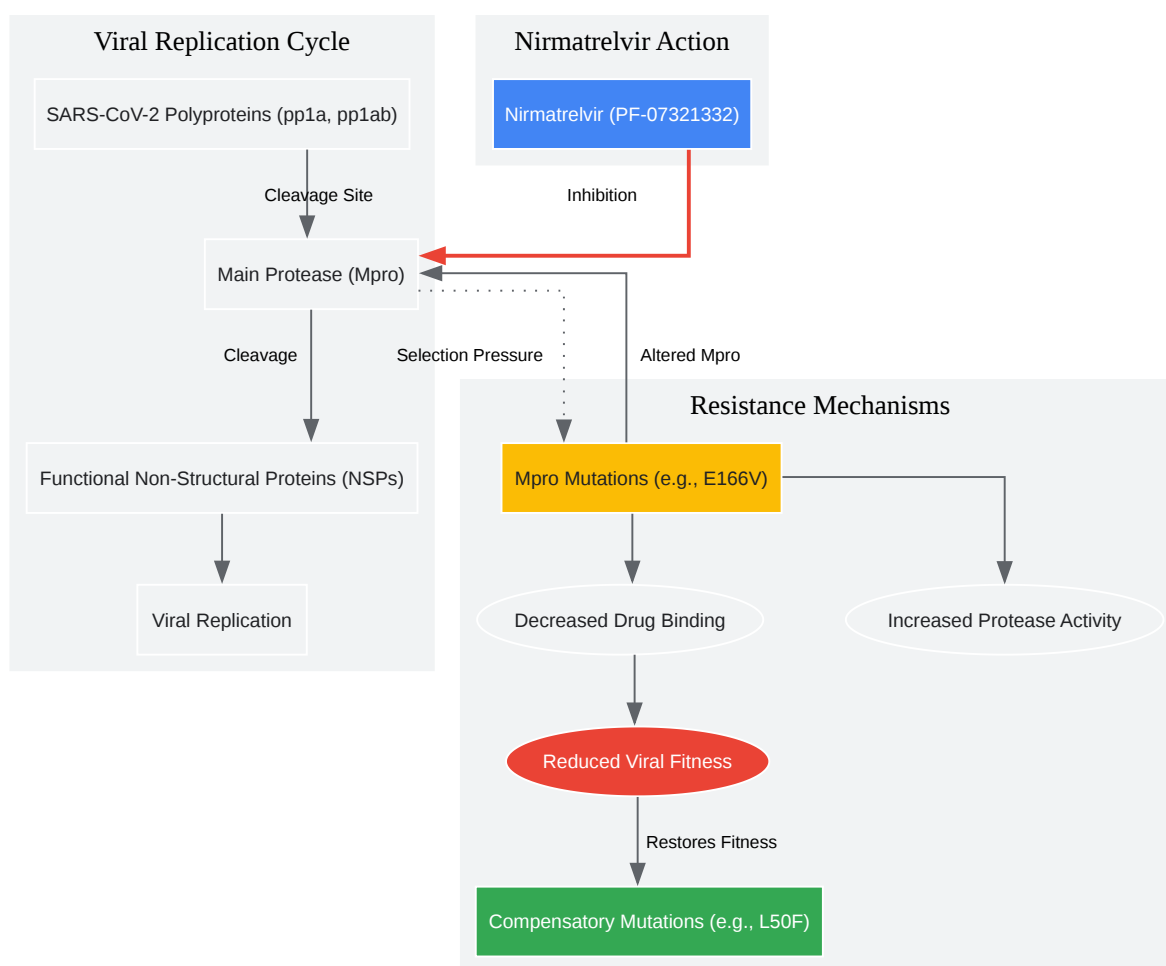 Viral Replication Cycle
Nirmatrelvir Action
SARS-CoV-2 Polyproteins (pp1a, pp1ab)
Nirmatrelvir (PF-07321332)
Cleavage Site
Inhibition
Main Protease (Mpro)
Cleavage
Selection Pressure
Altered Mpro
Resistance Mechanisms
Functional Non-Structural Proteins (NSPs)
Mpro Mutations (e.g., E166V)
Viral Replication
Decreased Drug Binding
Increased Protease Activity
Reduced Viral Fitness
Restores Fitness
Compensatory Mutations (e.g., L50F)